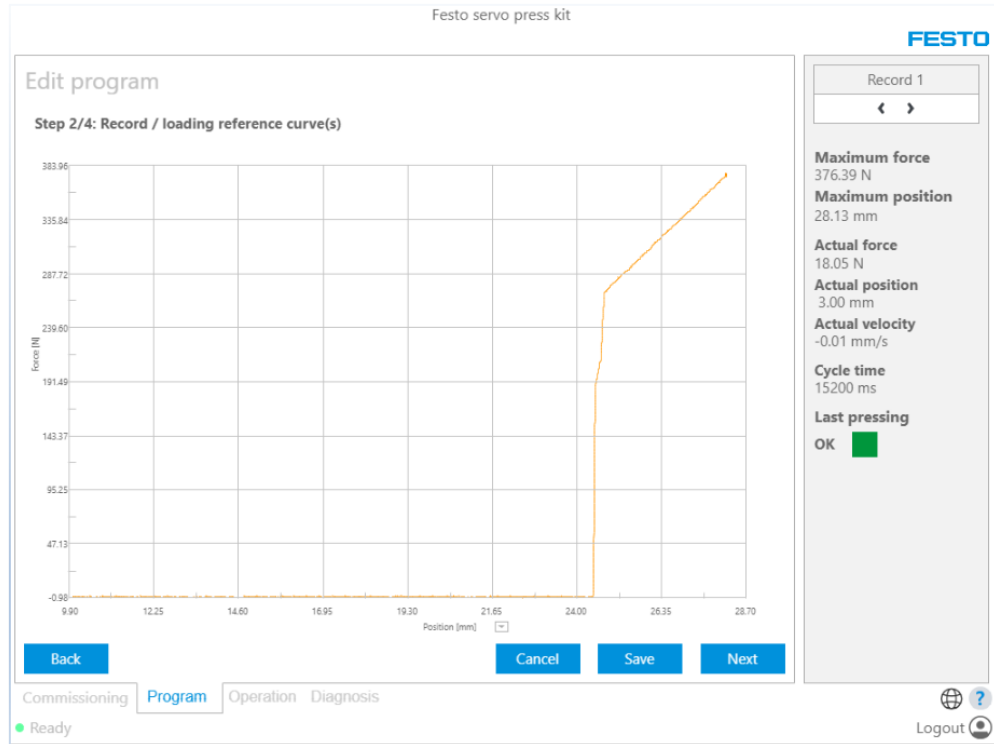 Festo servo press kit
FESTO
Edit program
Step 2/4: Record / loading reference curve(s)
383.96
335.84
287.72
239.60
191.49
143.37
95.25
47.13
-0.98
Force [N]
9.90 12.25 14.60 16.95 19.30 21.65 24.00 26.35 28.70
Position [mm]
Back Cancel Save Next
Record 1
Maximum force
376.39 N
Maximum position
28.13 mm
Actual force
18.05 N
Actual position
3.00 mm
Actual velocity
-0.01 mm/s
Cycle time
15200 ms
Last pressing
OK
Commissioning Program Operation Diagnosis
?
Ready
Logout